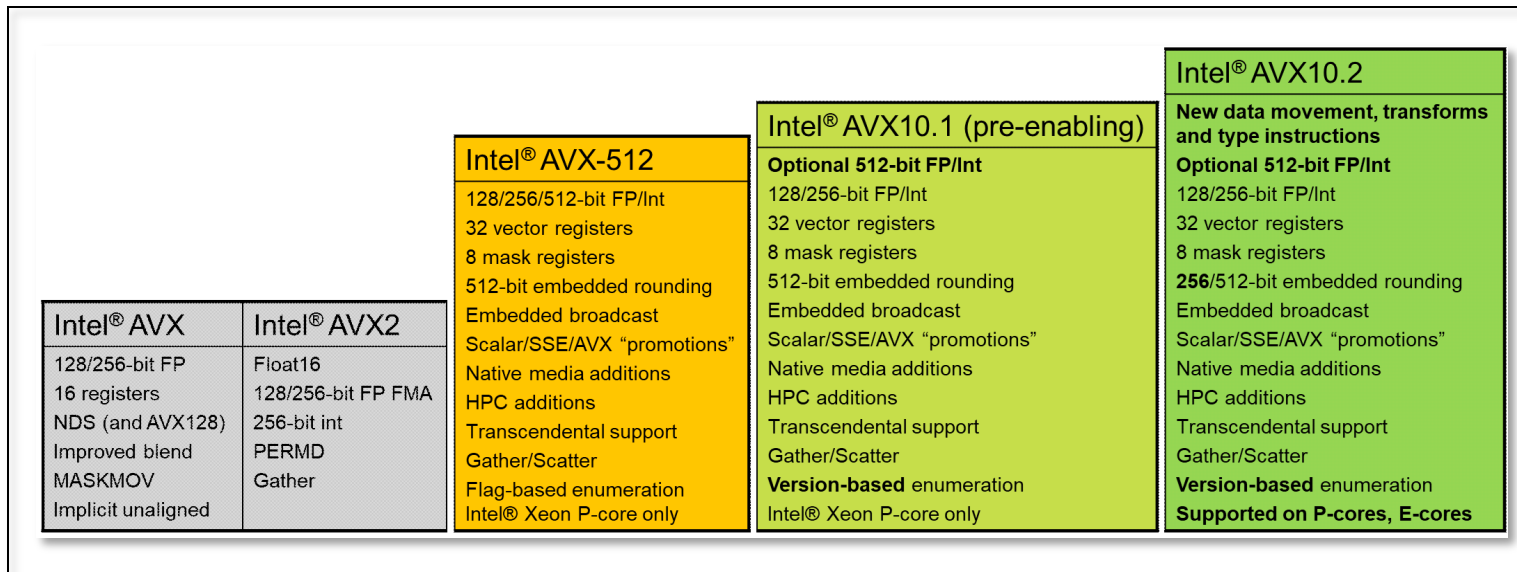 Intel® AVX
128/256-bit FP
16 registers
NDS (and AVX128)
Improved blend
MASKMOV
Implicit unaligned
Intel® AVX2
Float16
128/256-bit FP FMA
256-bit int
PERMD
Gather
Intel® AVX-512
128/256/512-bit FP/Int
32 vector registers
8 mask registers
512-bit embedded rounding
Embedded broadcast
Scalar/SSE/AVX “promotions”
Native media additions
HPC additions
Transcendental support
Gather/Scatter
Flag-based enumeration
Intel® Xeon P-core only
Intel® AVX10.1 (pre-enabling)
Optional 512-bit FP/Int
128/256-bit FP/Int
32 vector registers
8 mask registers
512-bit embedded rounding
Embedded broadcast
Scalar/SSE/AVX “promotions”
Native media additions
HPC additions
Transcendental support
Gather/Scatter
Version-based enumeration
Intel® Xeon P-core only
Intel® AVX10.2
New data movement, transforms
and type instructions
Optional 512-bit FP/Int
128/256-bit FP/Int
32 vector registers
8 mask registers
256/512-bit embedded rounding
Embedded broadcast
Scalar/SSE/AVX “promotions”
Native media additions
HPC additions
Transcendental support
Gather/Scatter
Version-based enumeration
Supported on P-cores, E-cores